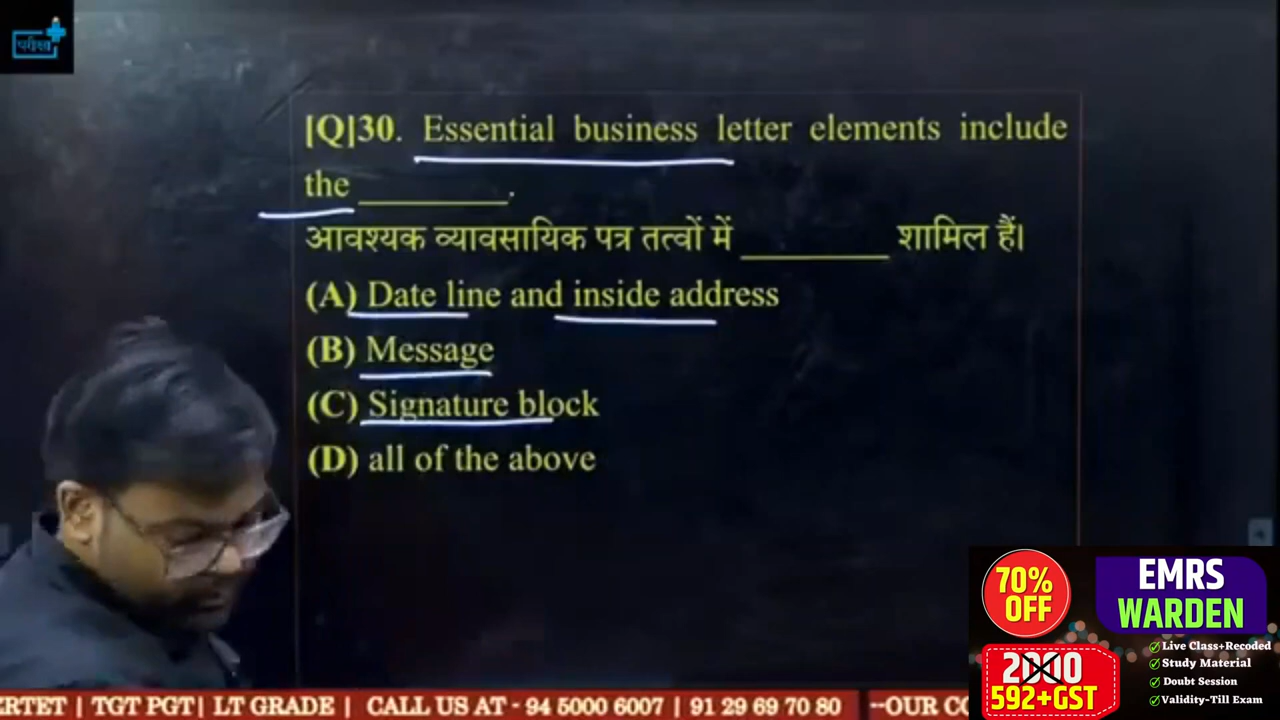 परीक्षा
[Q]30. Essential business letter elements include
the ________.
आवश्यक व्यावसायिक पत्र तत्वों में ________ शामिल हैं।
(A) Date line and inside address
(B) Message
(C) Signature block
(D) all of the above
70%
OFF
EMRS
WARDEN
2000
592+GST
Live Class+Recoded
Study Material
Doubt Session
Validity-Till Exam
ERTET | TGT PGT| LT GRADE | CALL US AT - 94 5000 6007 | 91 29 69 70 80 --OUR CO